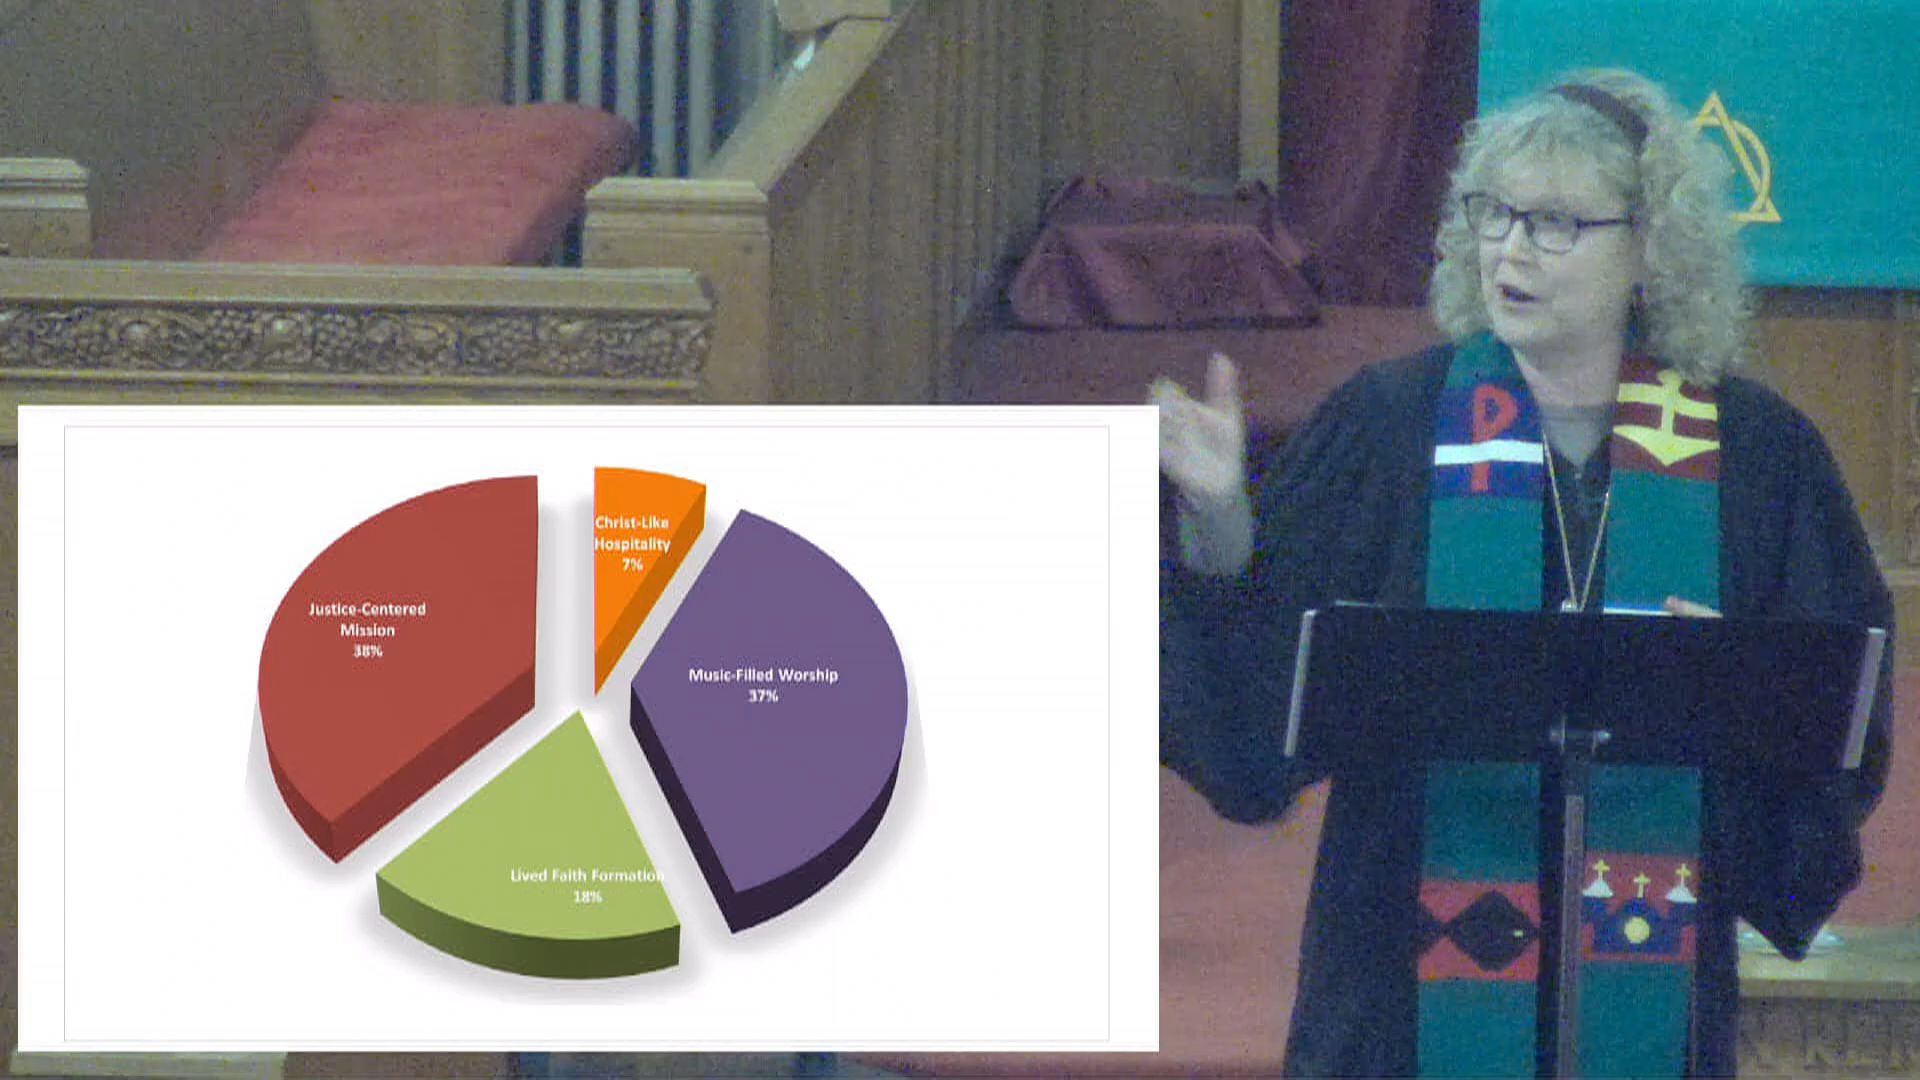 Christ-Like
Hospitality
7%
Justice-Centered
Mission
38%
Music-Filled Worship
37%
Lived Faith Formation
18%